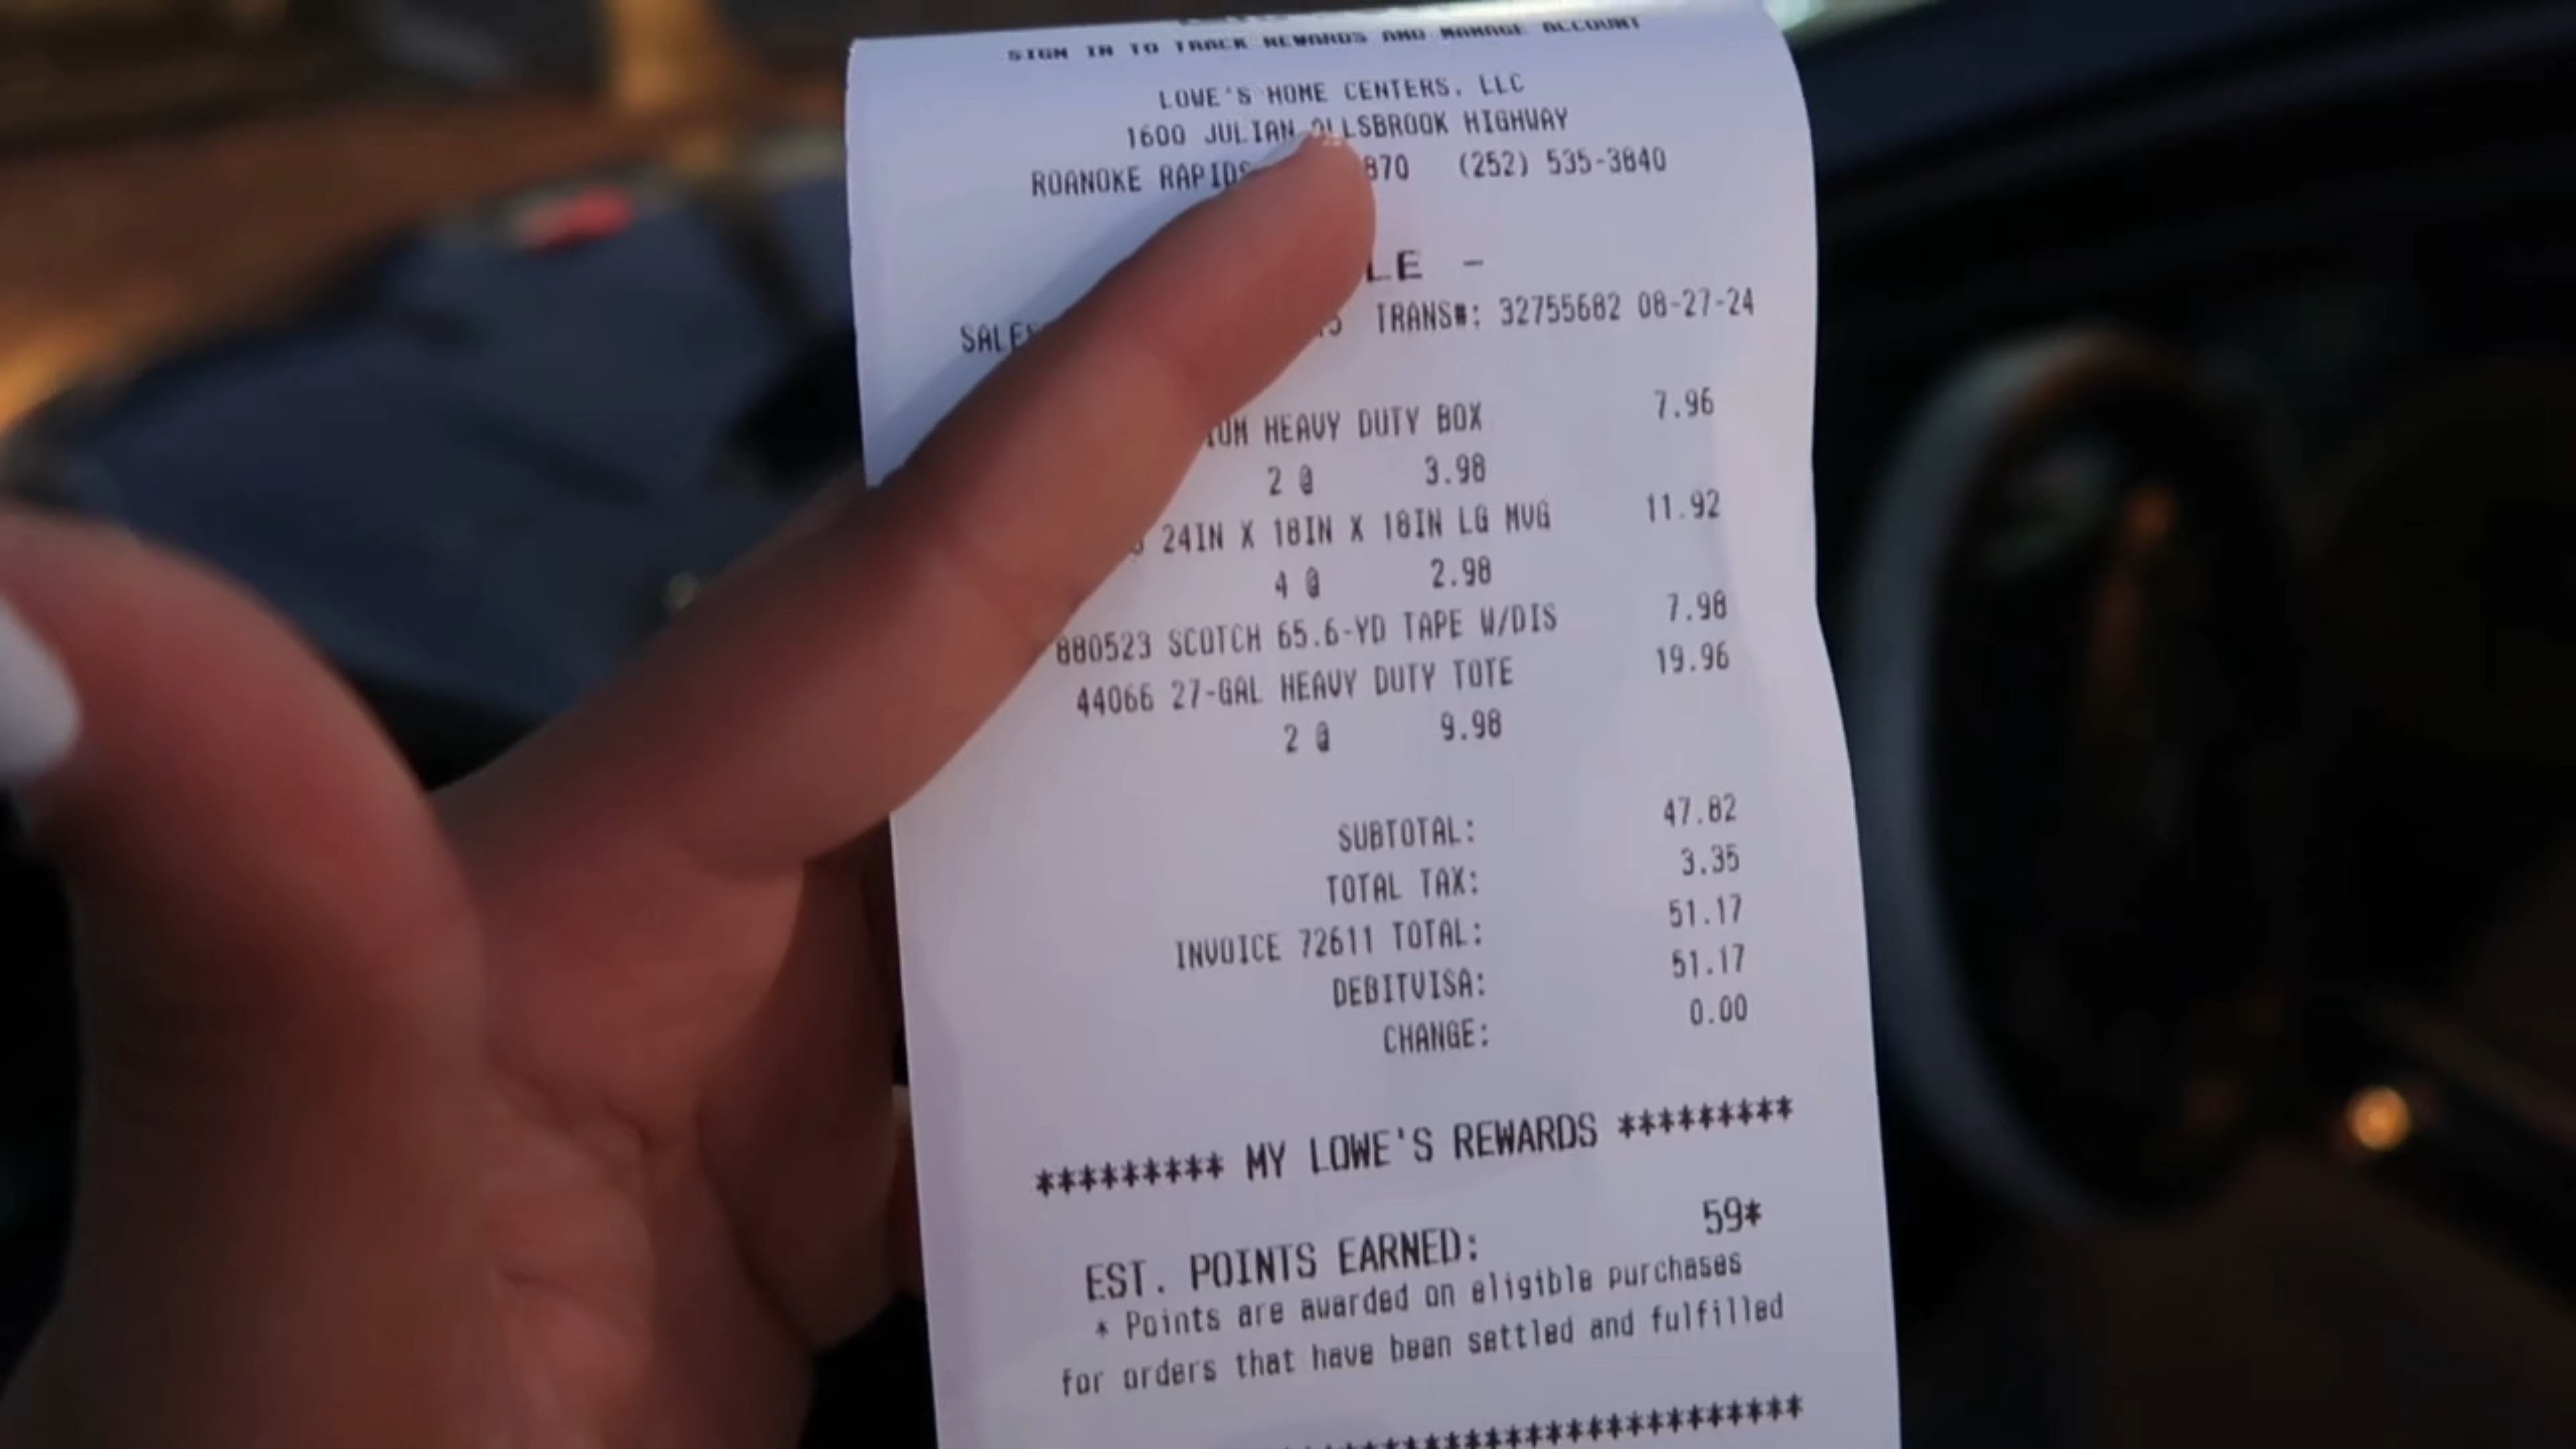 SIGN IN TO TRACK REWARDS AND MANAGE ACCOUNT
LOWE'S HOME CENTERS, LLC
1600 JULIAN ALLSBROOK HIGHWAY
ROANOKE RAPIDS (252) 535-3840
-
TRANS#: 32755682 08-27-24
HEAVY DUTY BOX 7.96
2 @ 3.98
24IN X 18IN X 18IN LG MVG 11.92
4 @ 2.98
880523 SCOTCH 65.6-YD TAPE W/DIS 7.98
44066 27-GAL HEAVY DUTY TOTE 19.96
2 @ 9.98
SUBTOTAL: 47.82
TOTAL TAX: 3.35
INVOICE 72611 TOTAL: 51.17
DEBITVISA: 51.17
CHANGE: 0.00
********* MY LOWE'S REWARDS *********
EST. POINTS EARNED: 59*
* Points are awarded on eligible purchases
for orders that have been settled and fulfilled